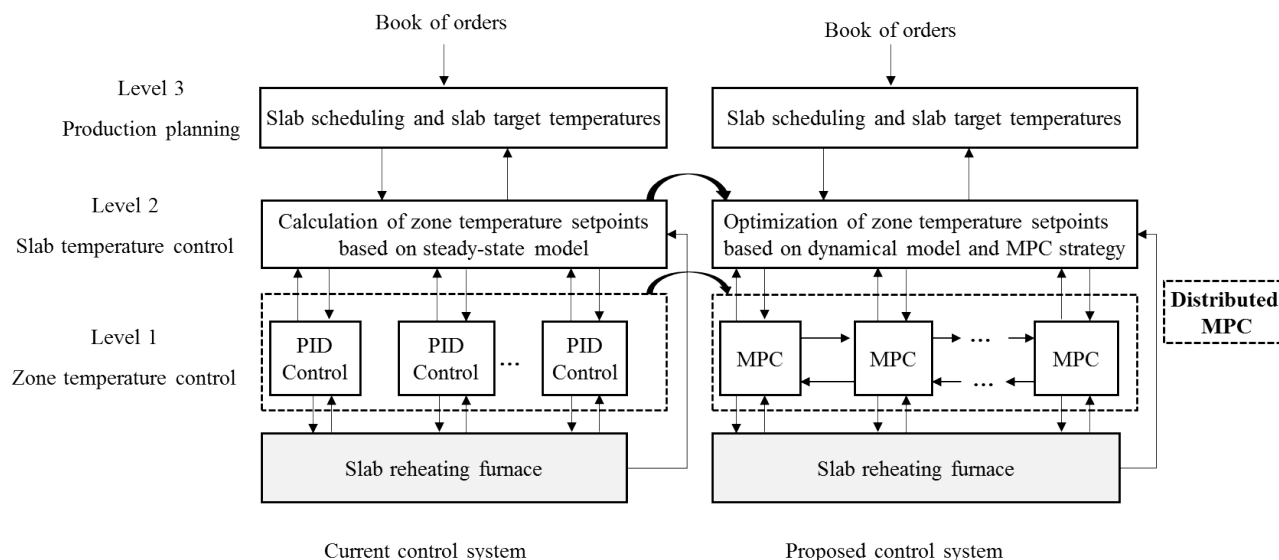 Book of orders
Book of orders
Level 3
Production planning
Slab scheduling and slab target temperatures
Slab scheduling and slab target temperatures
Level 2
Slab temperature control
Calculation of zone temperature setpoints
based on steady-state model
Optimization of zone temperature setpoints
based on dynamical model and MPC strategy
Level 1
Zone temperature control
PID
Control
PID
Control
...
PID
Control
MPC
MPC
...
...
MPC
Distributed
MPC
Slab reheating furnace
Slab reheating furnace
Current control system
Proposed control system